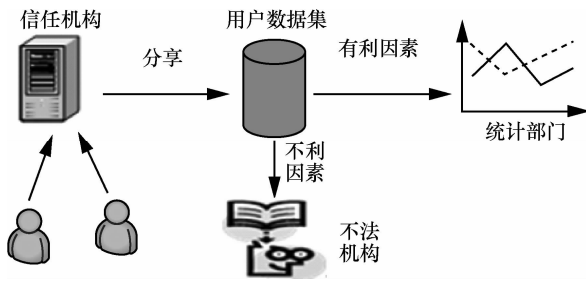 信任机构
用户数据集
分享
有利因素
统计部门
不利
因素
不法
机构